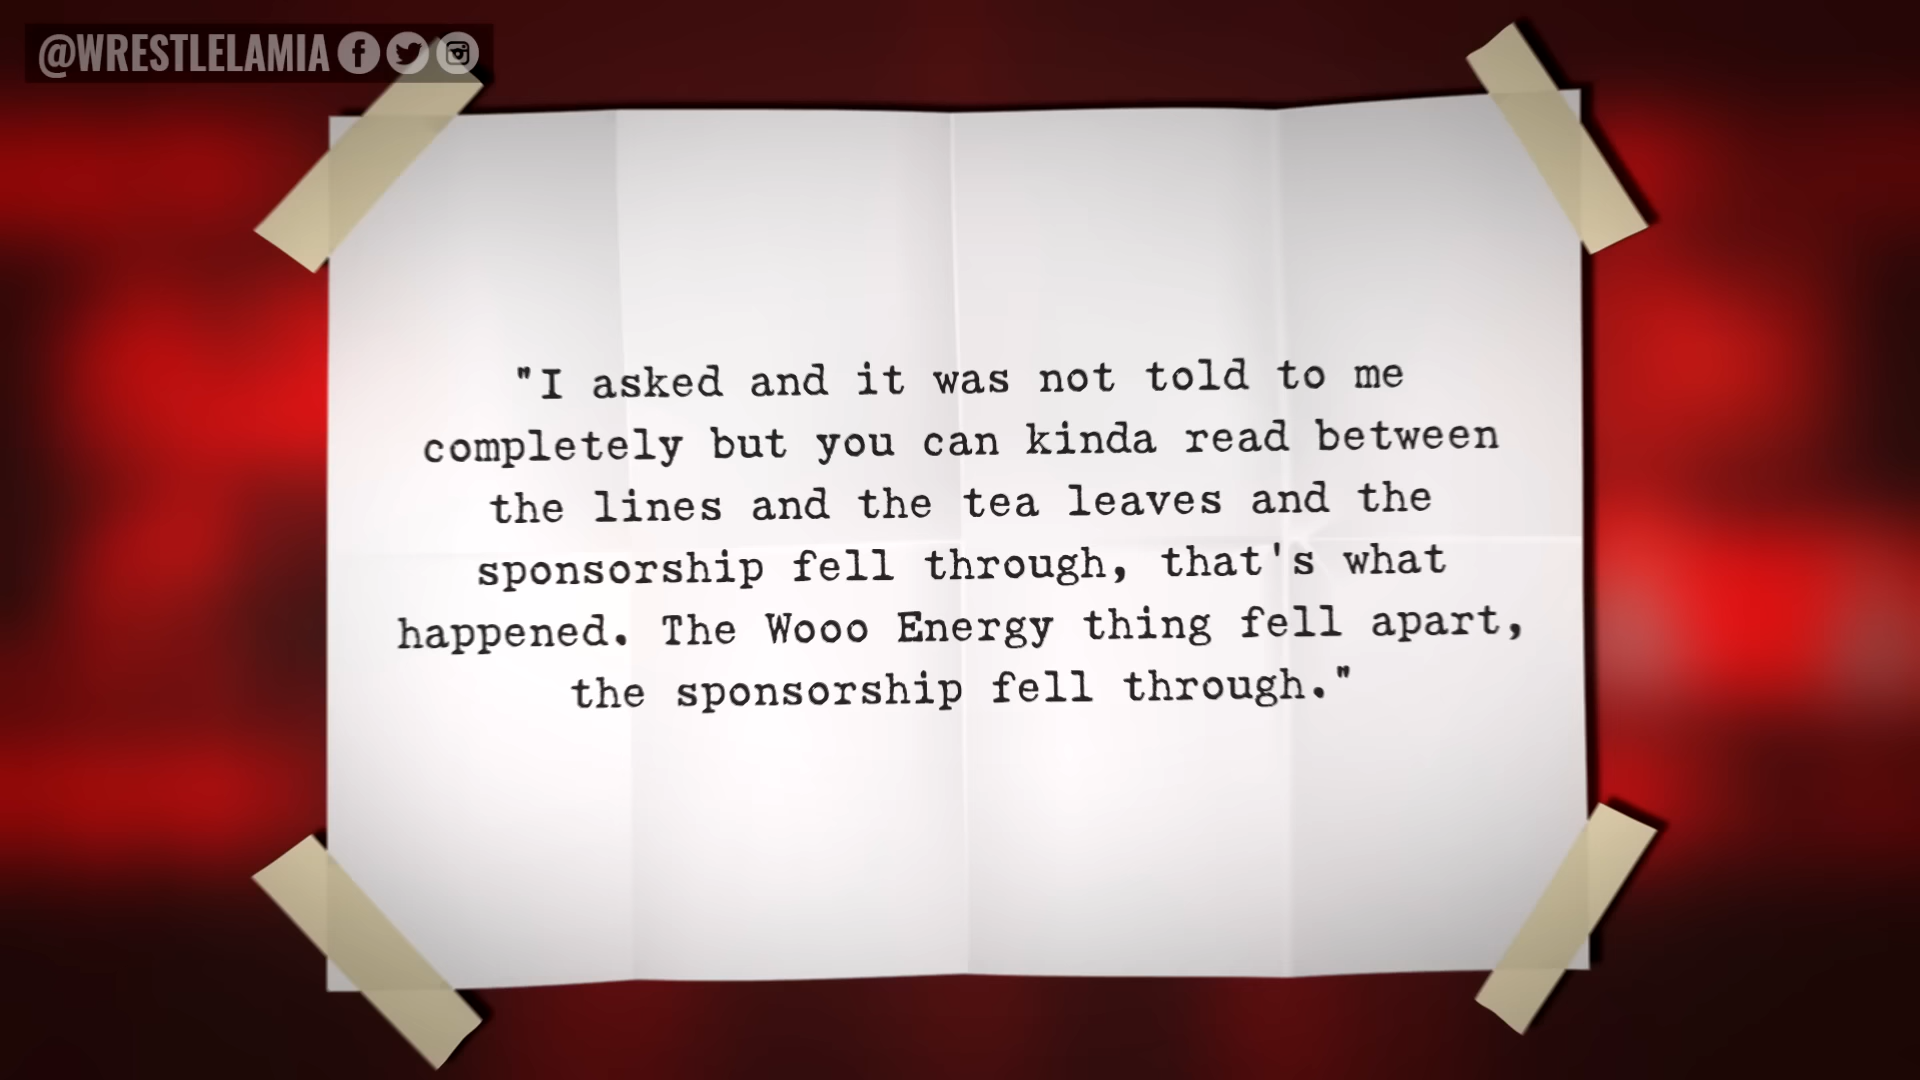 @WRESTLELAMIA
"I asked and it was not told to me
completely but you can kinda read between
the lines and the tea leaves and the
sponsorship fell through, that's what
happened. The Wooo Energy thing fell apart,
the sponsorship fell through."